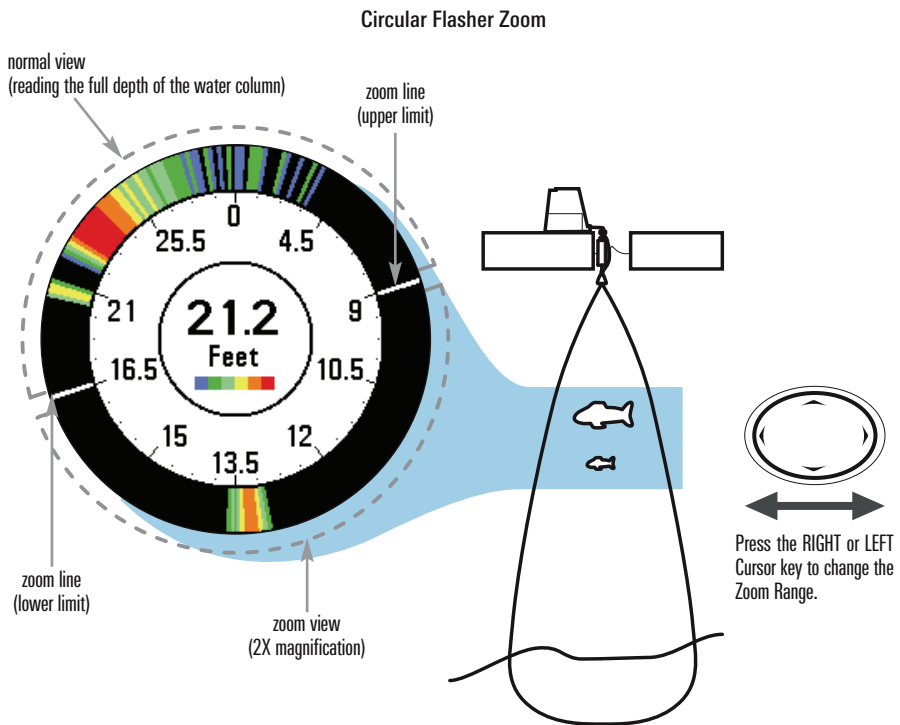 Circular Flasher Zoom
normal view
(reading the full depth of the water column)
zoom line
(upper limit)
0
4.5
9
10.5
12
13.5
15
16.5
21
25.5
21.2
Feet
zoom line
(lower limit)
zoom view
(2X magnification)
Press the RIGHT or LEFT
Cursor key to change the
Zoom Range.